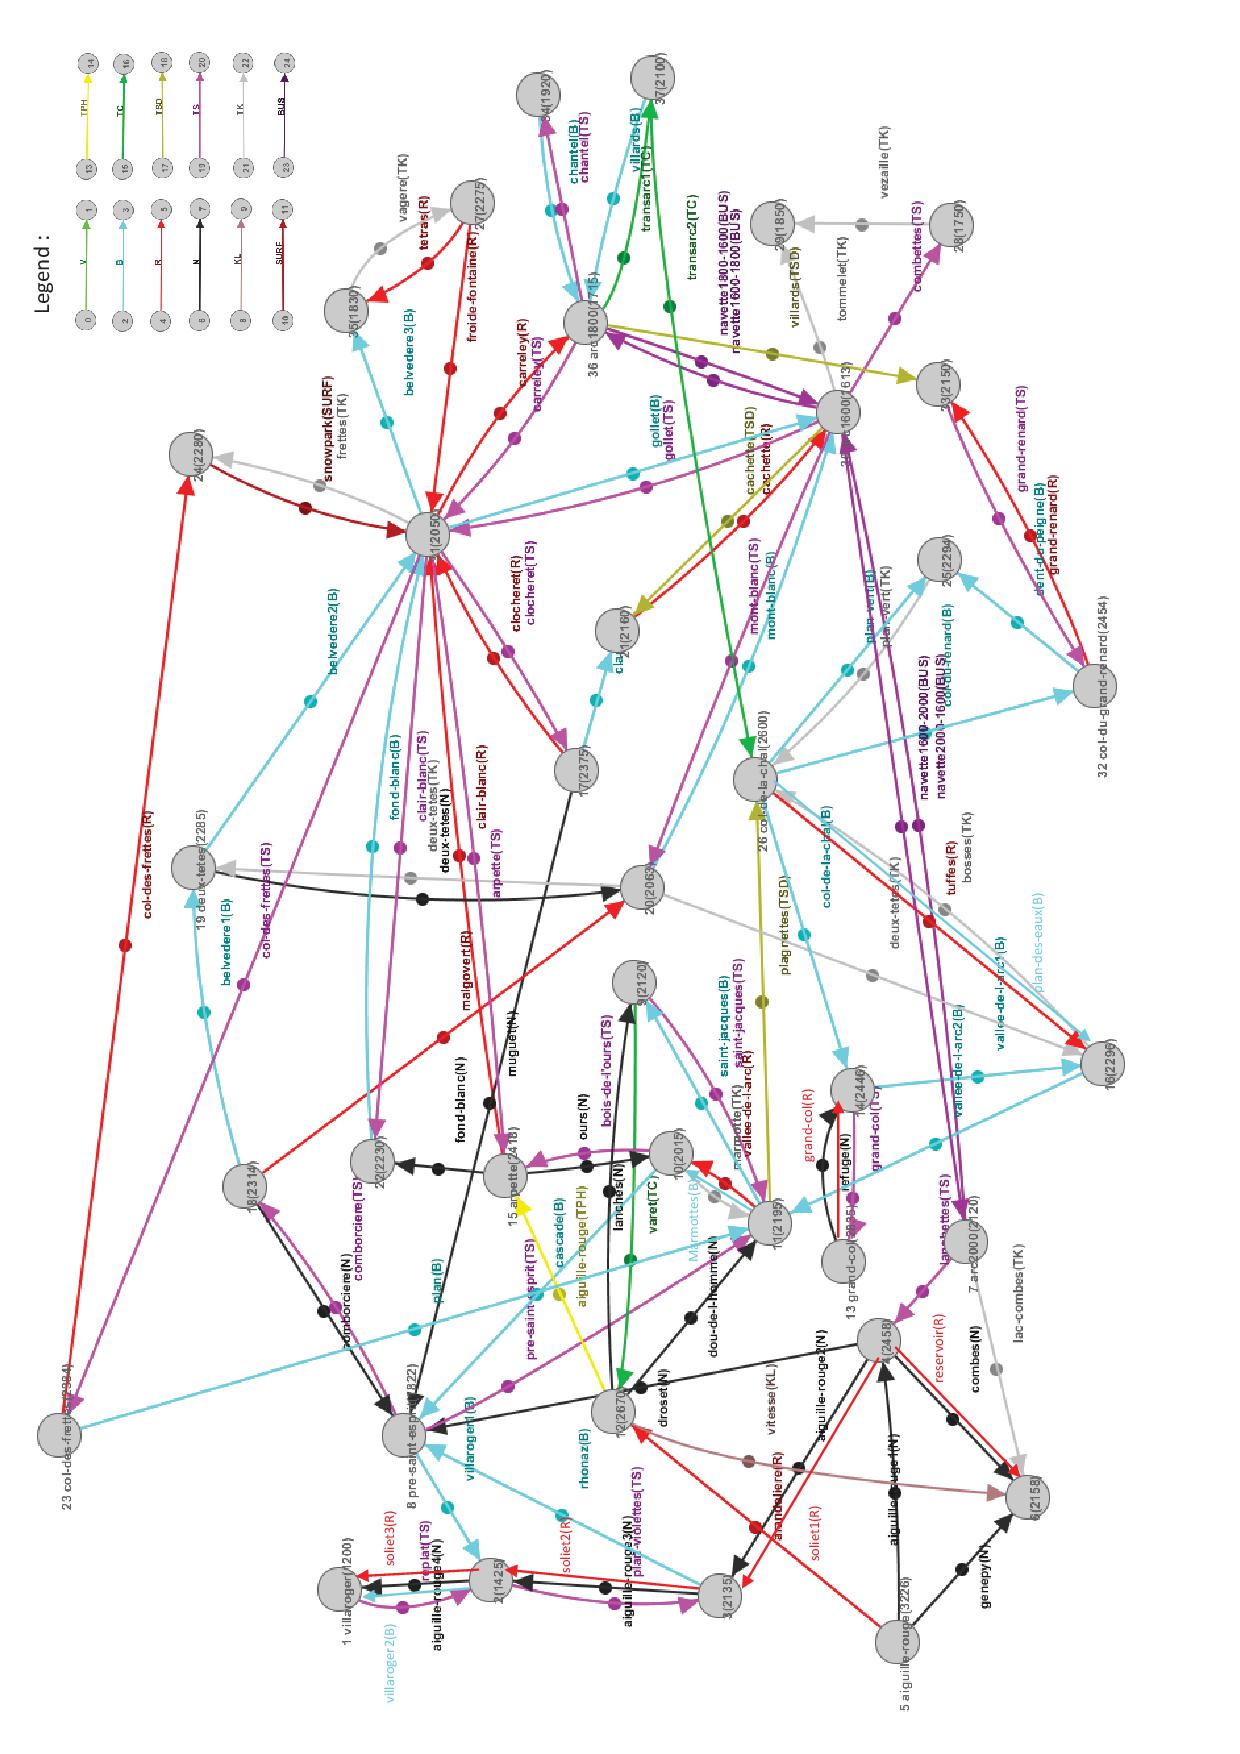 Legend :
23 col-des-frettes(2384)
V
0
1
TPH
13
14
B
2
3
TC
15
16
R
4
5
TSD
17
18
N
6
7
TS
19
20
KL
8
9
TK
21
22
SURF
10
11
BUS
23
24
col-des-frettes(R)
19 deux-tetes(2285)
24(2280)
belvedere1(B)
18(2314)
col-des-frettes(TS)
snowpark(SURF)
belvedere2(B)
frettes(TK)
1 villaroger(1200)
comborciere(N)
comborciere(TS)
35(1830)
22(2230)
villaroger2(B)
soliet3(R)
fond-blanc(B)
vagere(TK)
belvedere3(B)
8 pre-saint-esprit(1822)
replat(TS)
clair-blanc(TS)
tetras(R)
aiguille-rouge4(N)
plan(B)
deux-tetes(TK)
deux-tetes(N)
fond-blanc(N)
malgovert(R)
villaroger1(B)
froide-fontaine(R)
27(2275)
clair-blanc(R)
2(1425)
arpette(TS)
15 arpette(2418)
muguet(N)
clocheret(R)
clocheret(TS)
carreley(R)
carreley(TS)
pre-saint-esprit(TS)
34(1920)
soliet2(R)
cascade(B)
chantel(B)
chantel(TS)
rhonaz(B)
aiguille-rouge(TPH)
ours(N)
17(2375)
36 arc1800(1715)
bois-de-l'ours(TS)
12(2670)
lanches(N)
21(2160)
aiguille-rouge3(N)
plan-violettes(TS)
villards(B)
9(2120)
20(2063)
transarc1(TC)
varet(TC)
gollet(B)
gollet(TS)
37(2100)
droset(N)
10(2015)
Marmottes(B)
transarc2(TC)
dou-de-l-homme(N)
3(2135)
saint-jacques(B)
saint-jacques(TS)
marmotte(TK)
vallee-de-l-arc(R)
navette1800-1600(BUS)
navette1600-1800(BUS)
mont-blanc(TS)
cachette(TSD)
26 col-de-la-chal(2600)
cachette(R)
mont-blanc(B)
arandeliere(R)
vitesse(KL)
11(2195)
29(1850)
plagnettes(TSD)
villards(TSD)
soliet1(R)
grand-col(R)
aiguille-rouge2(N)
col-de-la-chal(B)
refuge(N)
tommelet(TK)
14(2446)
grand-col(TS)
plan-vert(B)
plan-vert(TK)
4(2458)
vezaille(TK)
aiguille-rouge1(N)
deux-tetes(TK)
5 aiguille-rouge(3226)
combettes(TS)
navette1600-2000(BUS)
navette2000-1600(BUS)
reservoir(R)
lanchettes(TS)
col-du-renard(B)
25(2294)
33(2150)
28(1750)
tuffes(R)
bosses(TK)
vallee-de-l-arc2(B)
7 arc2000(2120)
combes(N)
genepy(N)
vallee-de-l-arc1(B)
lac-combes(TK)
grand-renard(TS)
6(2158)
plan-des-eaux(B)
dent-du-peigne(B)
grand-renard(R)
16(2296)
32 col-du-grand-renard(2454)